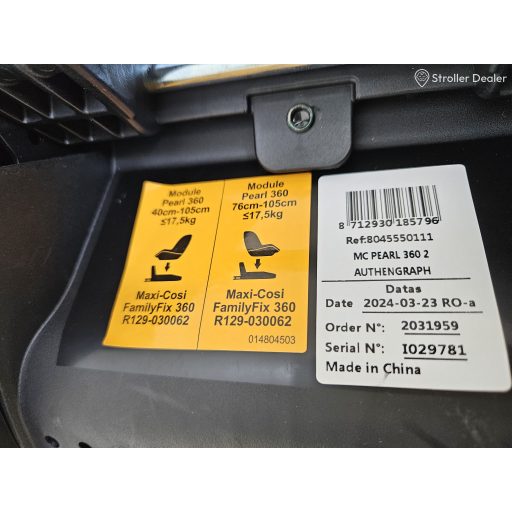 Stroller Dealer
Module
Pearl 360
40cm-105cm
≤17,5kg
Maxi-Cosi
FamilyFix 360
R129-030062
Module
Pearl 360
76cm-105cm
≤17,5kg
Maxi-Cosi
FamilyFix 360
R129-030062
014804503
8 712930 185796
Ref:8045550111
MC PEARL 360 2
AUTHENGRAPH
Datas
Date 2024-03-23 RO-a
Order N°: 2031959
Serial N°: I029781
Made in China